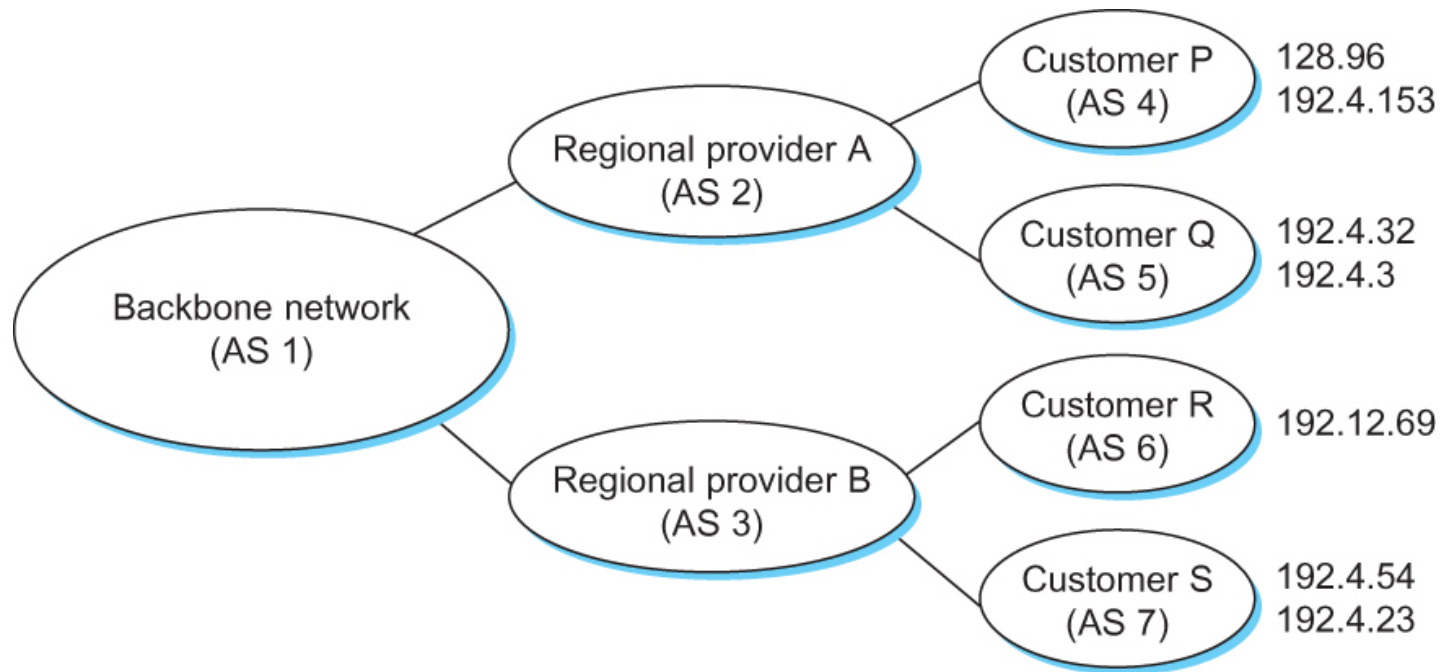 Backbone network
(AS 1)
Regional provider A
(AS 2)
Regional provider B
(AS 3)
Customer P
(AS 4)
128.96
192.4.153
Customer Q
(AS 5)
192.4.32
192.4.3
Customer R
(AS 6)
192.12.69
Customer S
(AS 7)
192.4.54
192.4.23